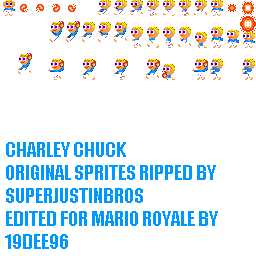 CHARLEY CHUCK
ORIGINAL SPRITES RIPPED BY
SUPERJUSTINBROS
EDITED FOR MARIO ROYALE BY
19DEE96